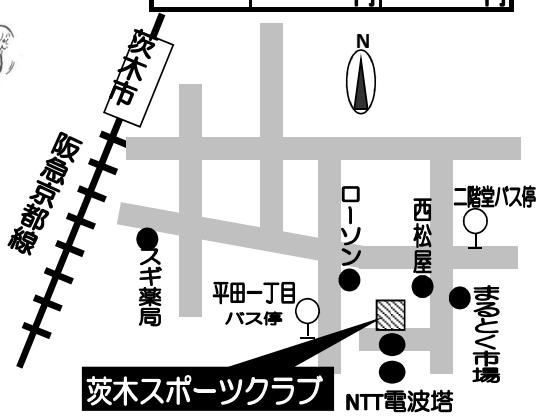 N
茨木市
阪急京都線
ローソン
西松屋
二階堂バス停
スギ薬局
平田一丁目
バス停
まるとく市場
茨木スポーツクラブ
NTT電波塔